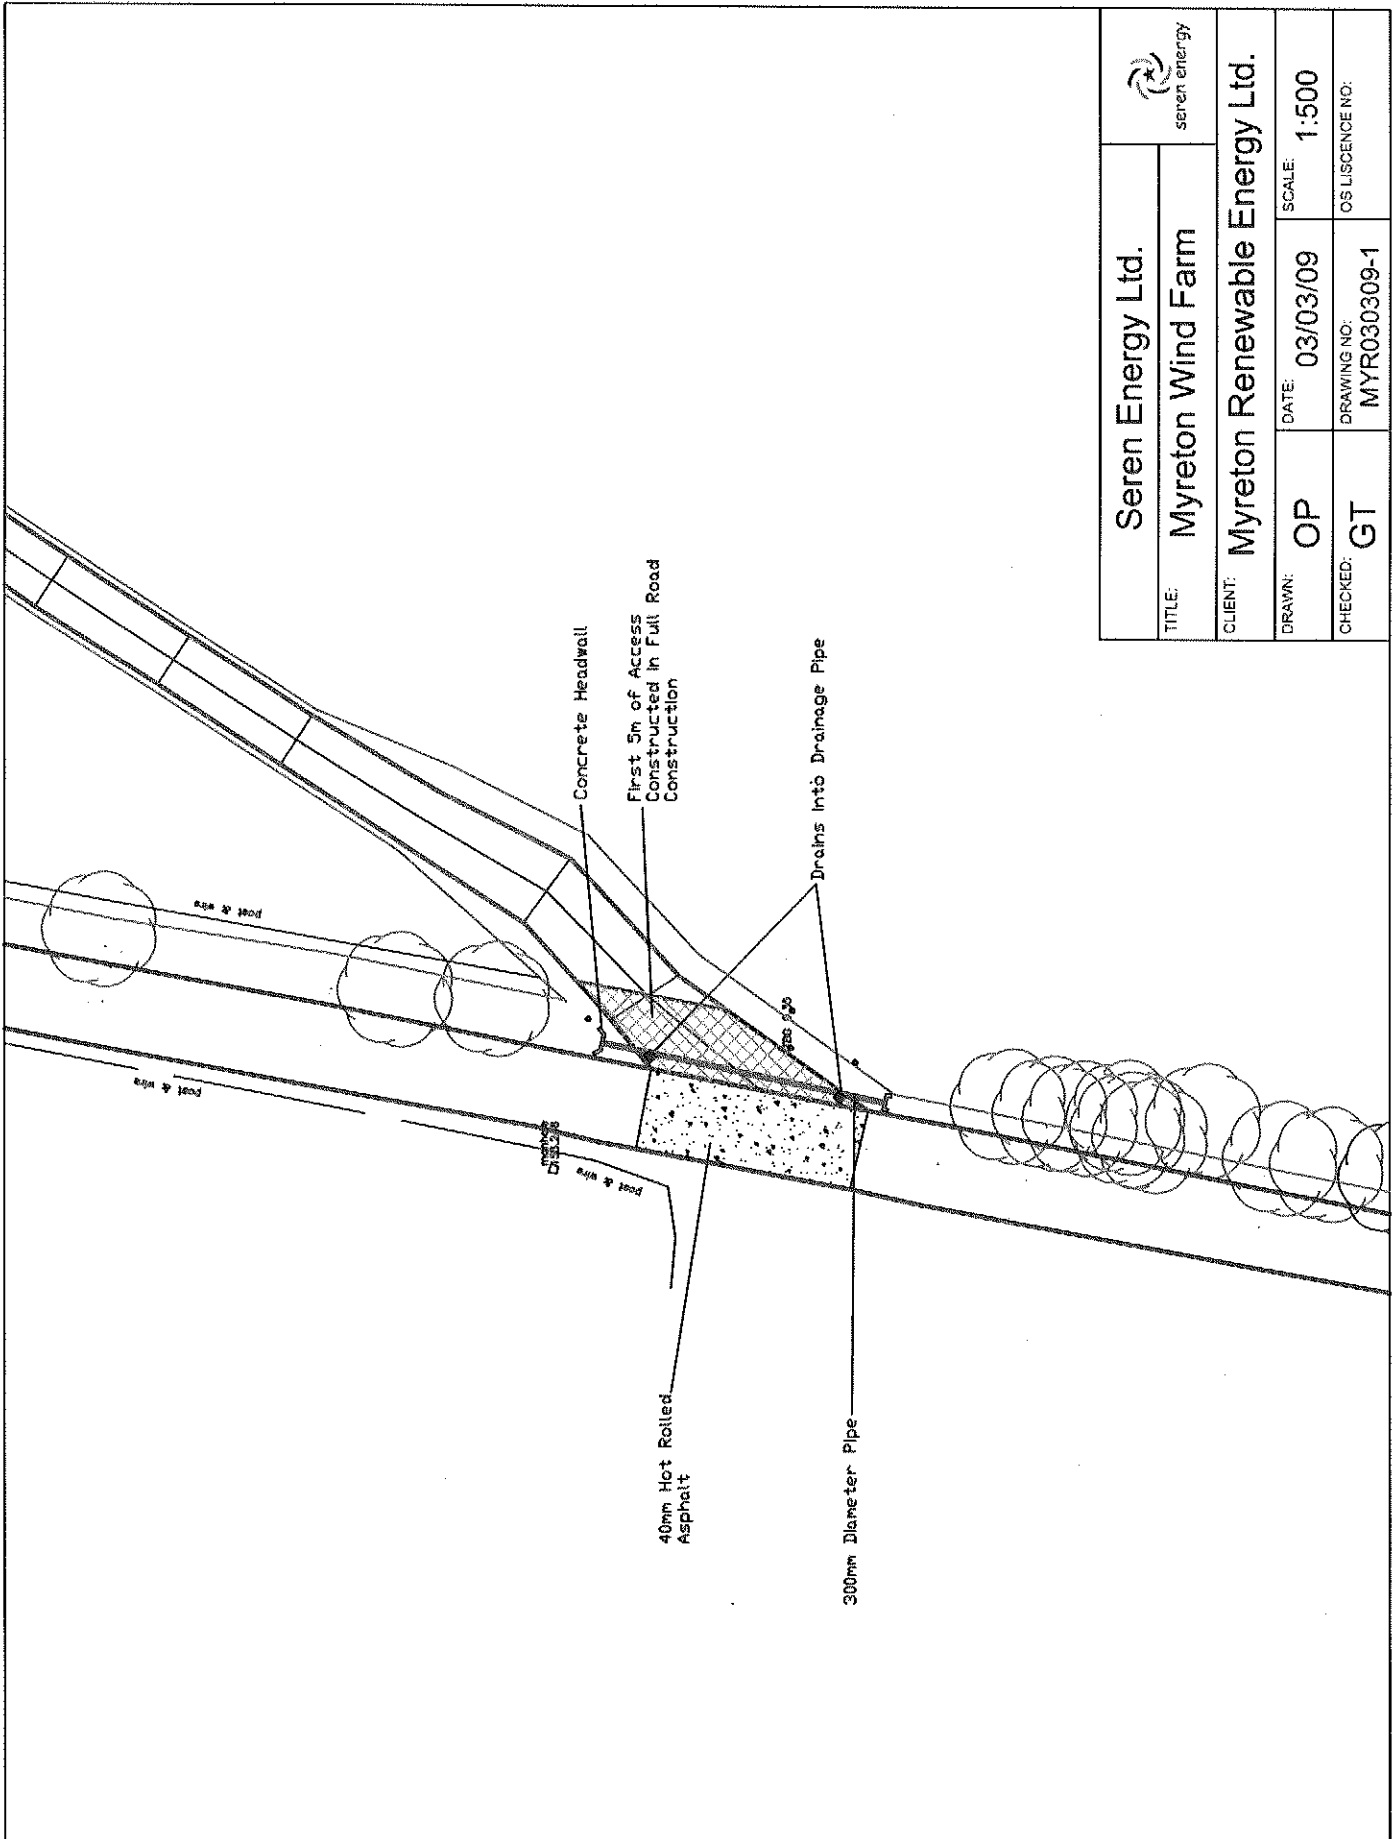 post & wire
post & wire
manhole
post & wire
Concrete Headwall
First 5m of Access
Constructed in Full Road
Construction
Drains into Drainage Pipe
40mm Hot Rolled
Asphalt
300mm Diameter Pipe
Seren Energy Ltd.
seren energy
TITLE: Myreton Wind Farm
CLIENT: Myreton Renewable Energy Ltd.
DRAWN: OP
DATE: 03/03/09
SCALE: 1:500
CHECKED: GT
DRAWING NO: MYR030309-1
OS LISCENCE NO: